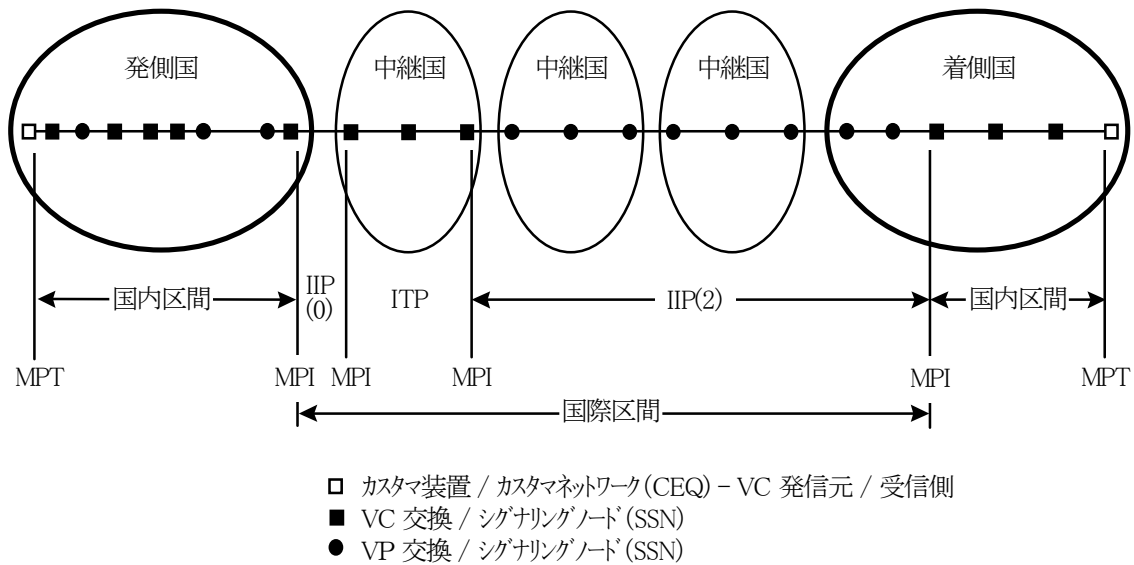 発側国
中継国
中継国
中継国
着側国
国内区間
IIP
(0)
ITP
IIP(2)
国内区間
MPT
MPI
MPI
MPI
MPI
MPT
国際区間
カスタマ装置 / カスタマネットワーク(CEQ) − VC 発信元 / 受信側
VC 交換 / シグナリングノード(SSN)
VP 交換 / シグナリングノード(SSN)